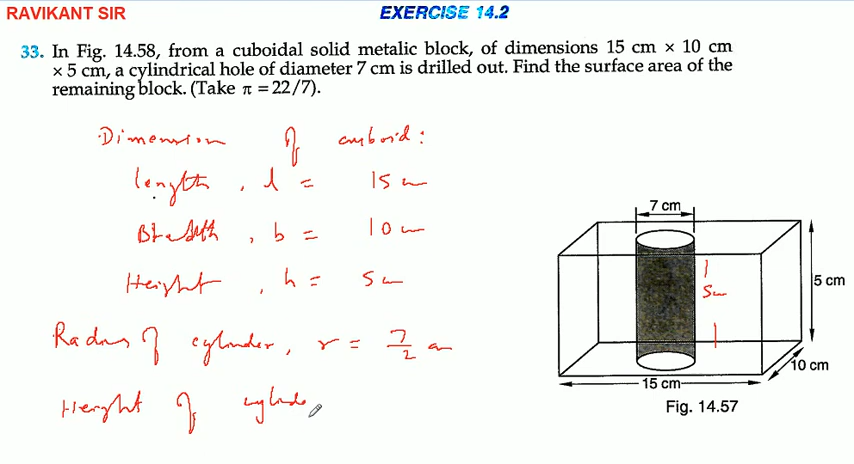 RAVIKANT SIR
EXERCISE 14.2
33. In Fig. 14.58, from a cuboidal solid metalic block, of dimensions 15 cm × 10 cm
× 5 cm, a cylindrical hole of diameter 7 cm is drilled out. Find the surface area of the
remaining block. (Take π = 22/7).
Dimension of cuboid:
length, l = 15 cm
Breadth, b = 10 cm
Height, h = 5 cm
Radius of cylinder, r = 7/2 cm
Height of cylinde
7 cm
5 cm
5 cm
10 cm
15 cm
Fig. 14.57